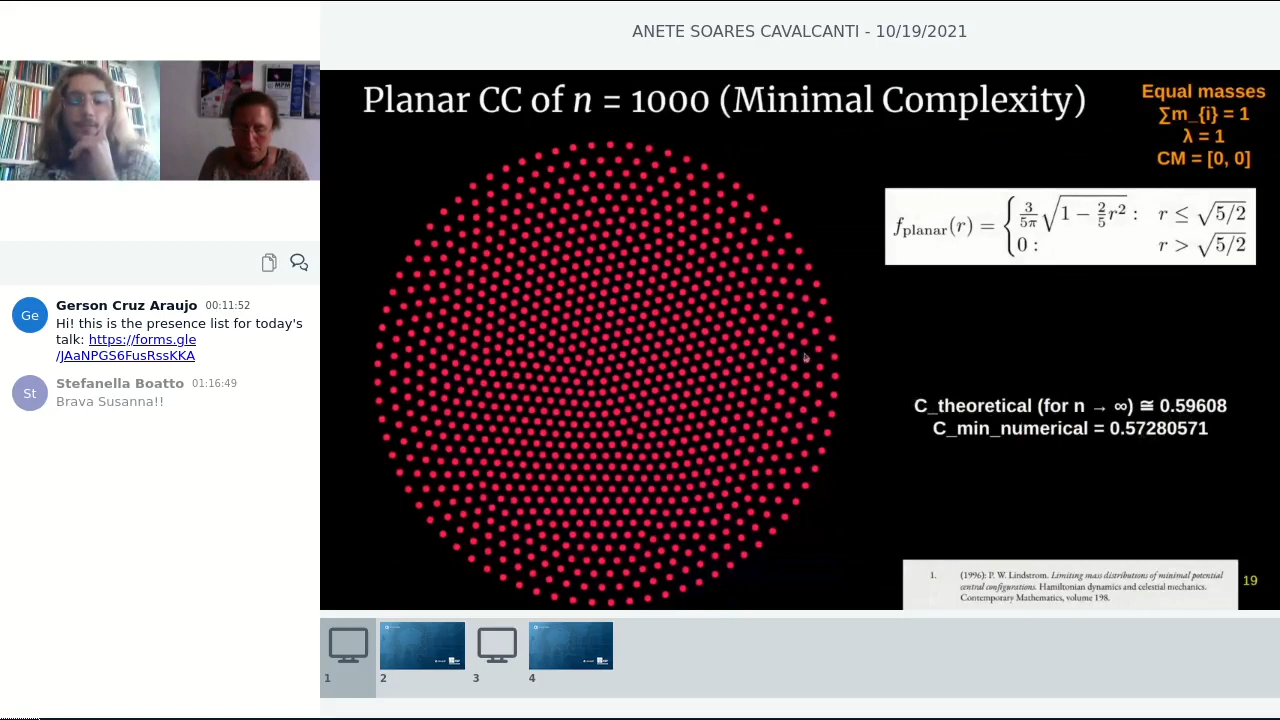 ANETE SOARES CAVALCANTI - 10/19/2021
Planar CC of n = 1000 (Minimal Complexity)
Equal masses
∑m_{i} = 1
λ = 1
CM = [0, 0]
f_planar(r) = { 3/5π √(1 − 2/5 r²) : r ≤ √5/2
0 : r > √5/2
C_theoretical (for n → ∞) ≅ 0.59608
C_min_numerical = 0.57280571
1. (1996): P. W. Lindstrom. Limiting mass distributions of minimal potential
central configurations. Hamiltonian dynamics and celestial mechanics.
Contemporary Mathematics, volume 198.
19
Ge
Gerson Cruz Araujo 00:11:52
Hi! this is the presence list for today's
talk: https://forms.gle
/JAaNPGS6FusRssKKA
St
Stefanella Boatto 01:16:49
Brava Susanna!!
1
2
3
4